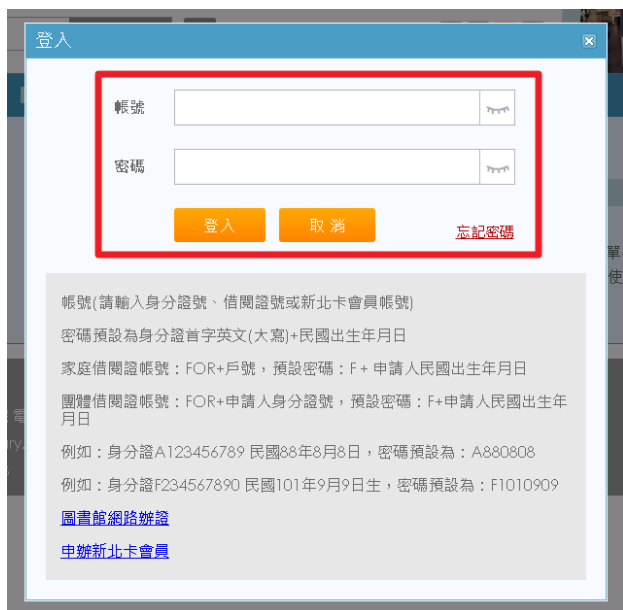 登入
帳號
密碼
登入 取消 忘記密碼
帳號(請輸入身分證號、借閱證號或新北卡會員帳號)
密碼預設為身分證首字英文(大寫)+民國出生年月日
家庭借閱證帳號：FOR+戶號，預設密碼：F + 申請人民國出生年月日
團體借閱證帳號：FOR+申請人身分證號，預設密碼：F+申請人民國出生年
月日
例如：身分證A123456789 民國88年8月8日，密碼預設為：A880808
例如：身分證F234567890 民國101年9月9日生，密碼預設為：F1010909
圖書館網路辦證
申辦新北卡會員
單
使
電